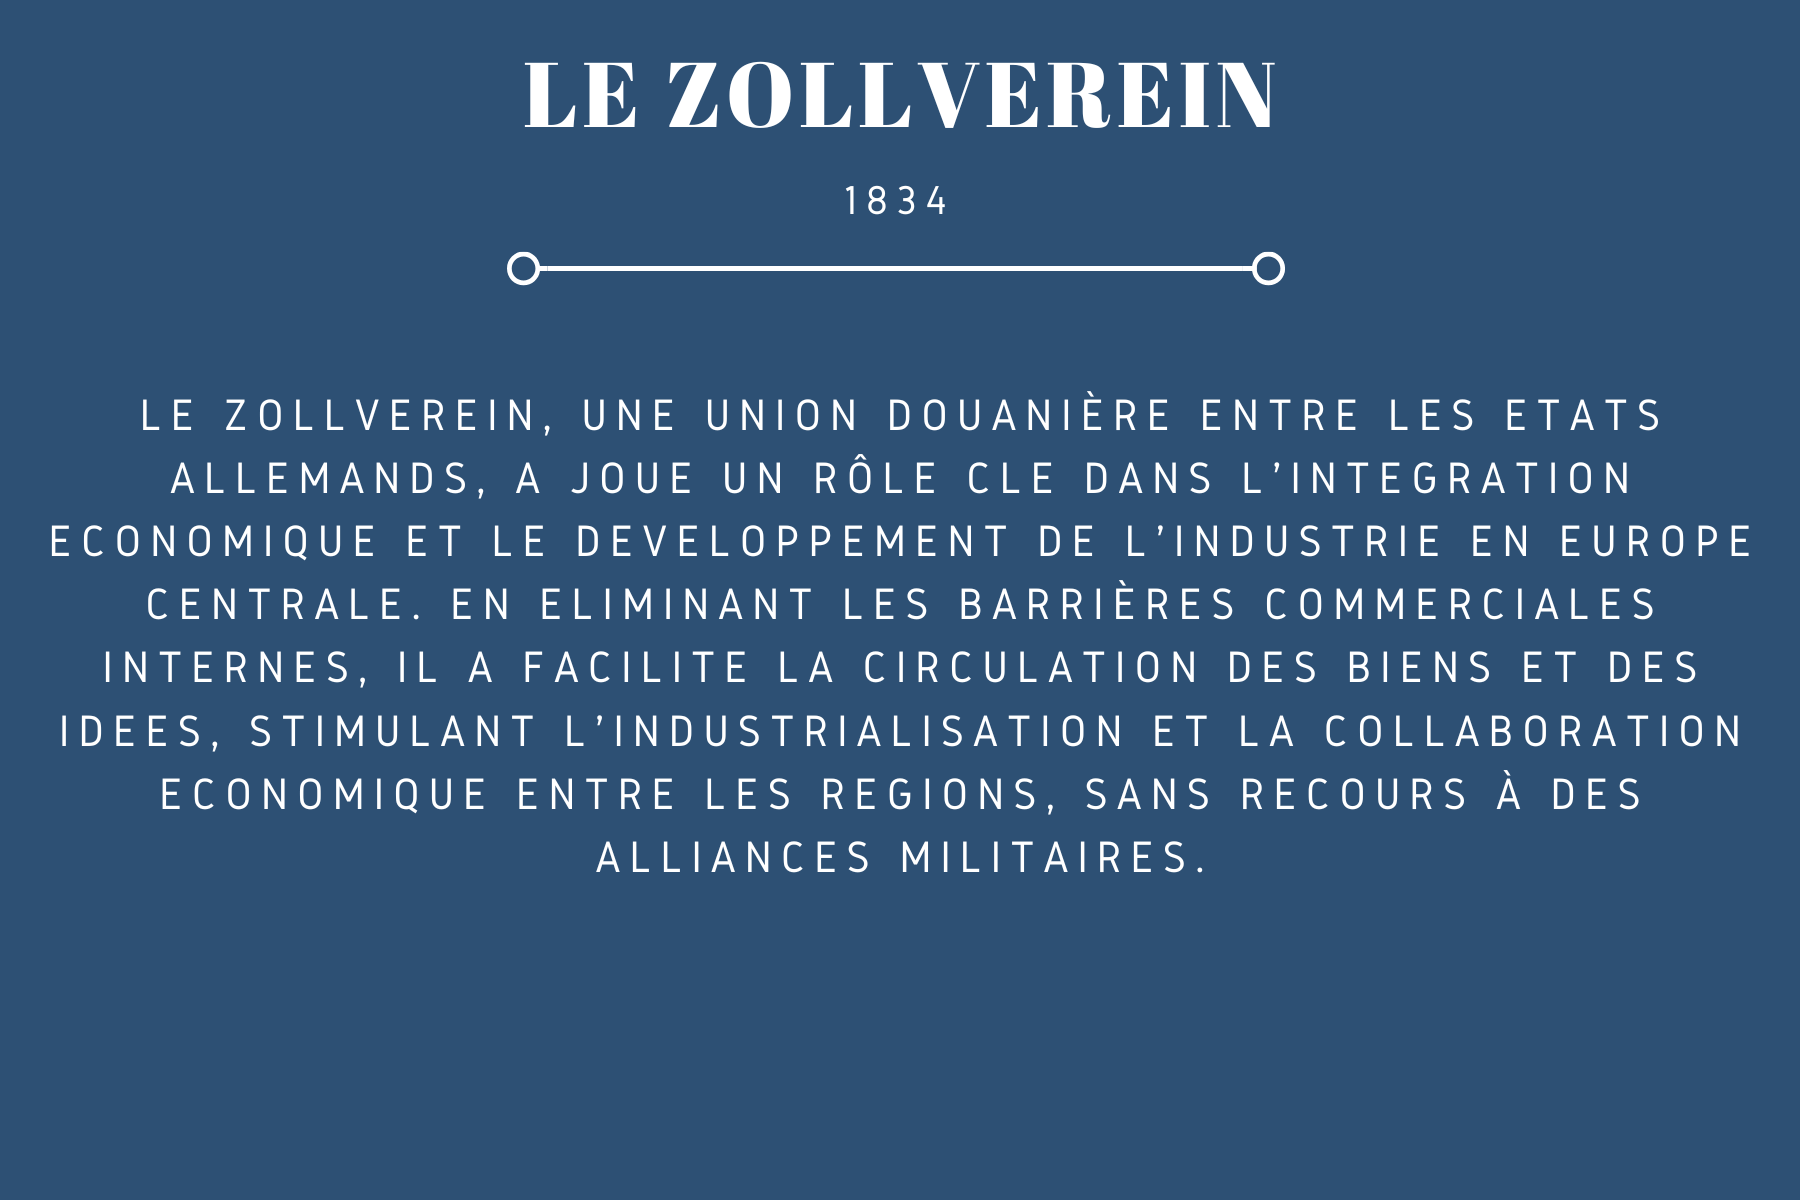 LE ZOLLVEREIN
1834
LE ZOLLVEREIN, UNE UNION DOUANIÈRE ENTRE LES ETATS
ALLEMANDS, A JOUE UN RÔLE CLE DANS L’INTEGRATION
ECONOMIQUE ET LE DEVELOPPEMENT DE L’INDUSTRIE EN EUROPE
CENTRALE. EN ELIMINANT LES BARRIÈRES COMMERCIALES
INTERNES, IL A FACILITE LA CIRCULATION DES BIENS ET DES
IDEES, STIMULANT L’INDUSTRIALISATION ET LA COLLABORATION
ECONOMIQUE ENTRE LES REGIONS, SANS RECOURS À DES
ALLIANCES MILITAIRES.